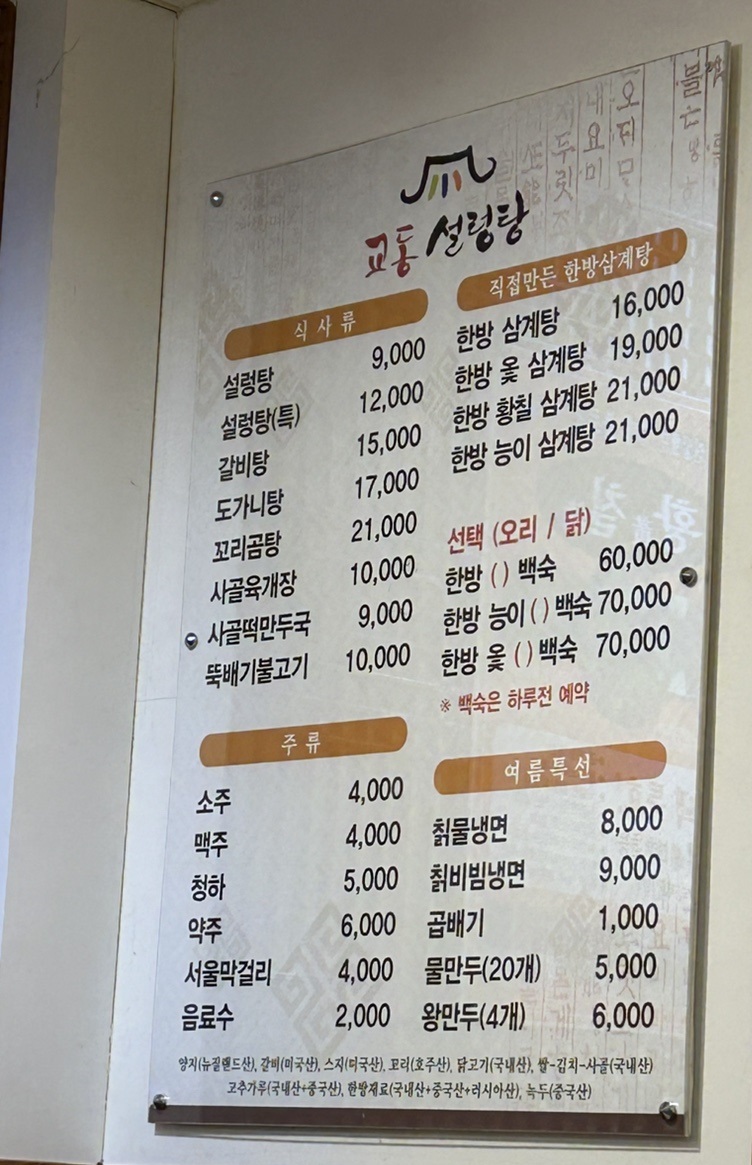 교동 설렁탕
식사류
설렁탕 9,000
설렁탕(특) 12,000
갈비탕 15,000
도가니탕 17,000
꼬리곰탕 21,000
사골육개장 10,000
사골떡만두국 9,000
뚝배기불고기 10,000
직접만든 한방삼계탕
한방 삼계탕 16,000
한방 옻 삼계탕 19,000
한방 황칠 삼계탕 21,000
한방 능이 삼계탕 21,000
선택 (오리 / 닭)
한방 ( ) 백숙 60,000
한방 능이 ( ) 백숙 70,000
한방 옻 ( ) 백숙 70,000
※ 백숙은 하루전 예약
주류
소주 4,000
맥주 4,000
청하 5,000
약주 6,000
서울막걸리 4,000
음료수 2,000
여름특선
칡물냉면 8,000
칡비빔냉면 9,000
곱배기 1,000
물만두(20개) 5,000
왕만두(4개) 6,000
양지(뉴질랜드산), 갈비(미국산), 스지(미국산), 꼬리(호주산), 닭고기(국내산), 쌀-김치-사골(국내산)
고추가루(국내산+중국산), 한방재료(국내산+중국산+러시아산), 녹두(중국산)